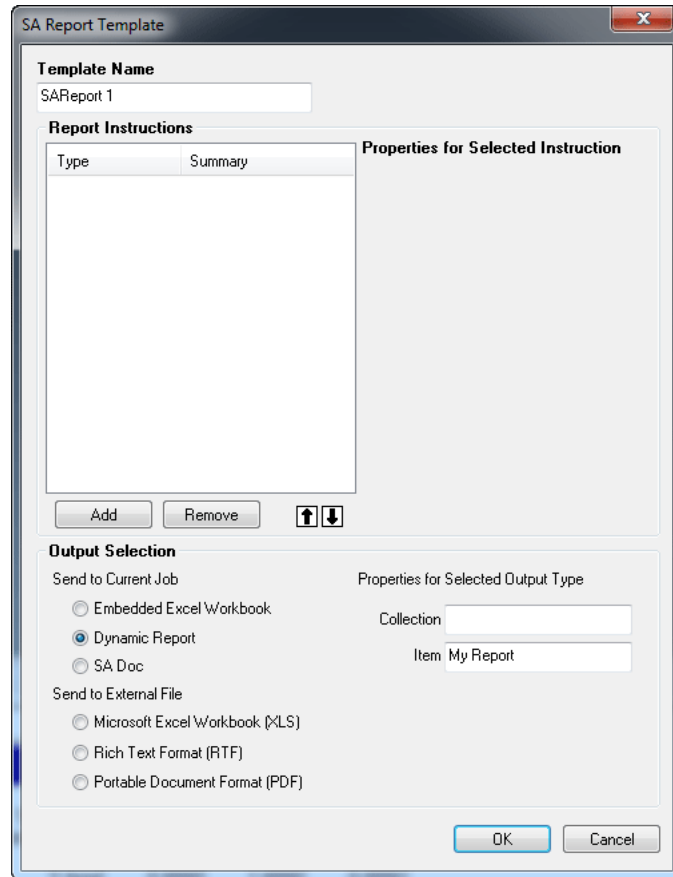 SA Report Template
Template Name
SAReport 1
Report Instructions
Type Summary
Properties for Selected Instruction
Add Remove
Output Selection
Send to Current Job
Embedded Excel Workbook
Dynamic Report
SA Doc
Send to External File
Microsoft Excel Workbook (XLS)
Rich Text Format (RTF)
Portable Document Format (PDF)
Properties for Selected Output Type
Collection
Item My Report
OK Cancel